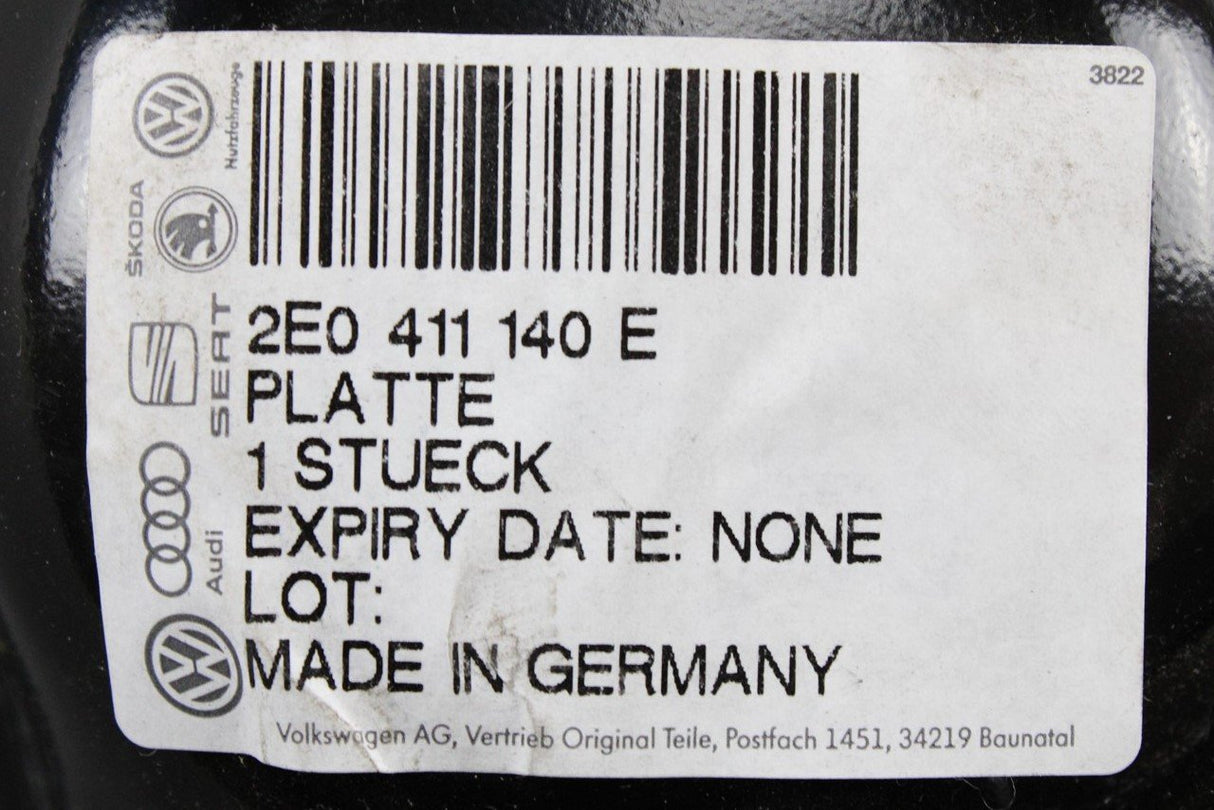 3822
Nutzfahrzeuge
ŠKODA
SEAT
Audi
2E0 411 140 E
PLATTE
1 STUECK
EXPIRY DATE: NONE
LOT:
MADE IN GERMANY
Volkswagen AG, Vertrieb Original Teile, Postfach 1451, 34219 Baunatal